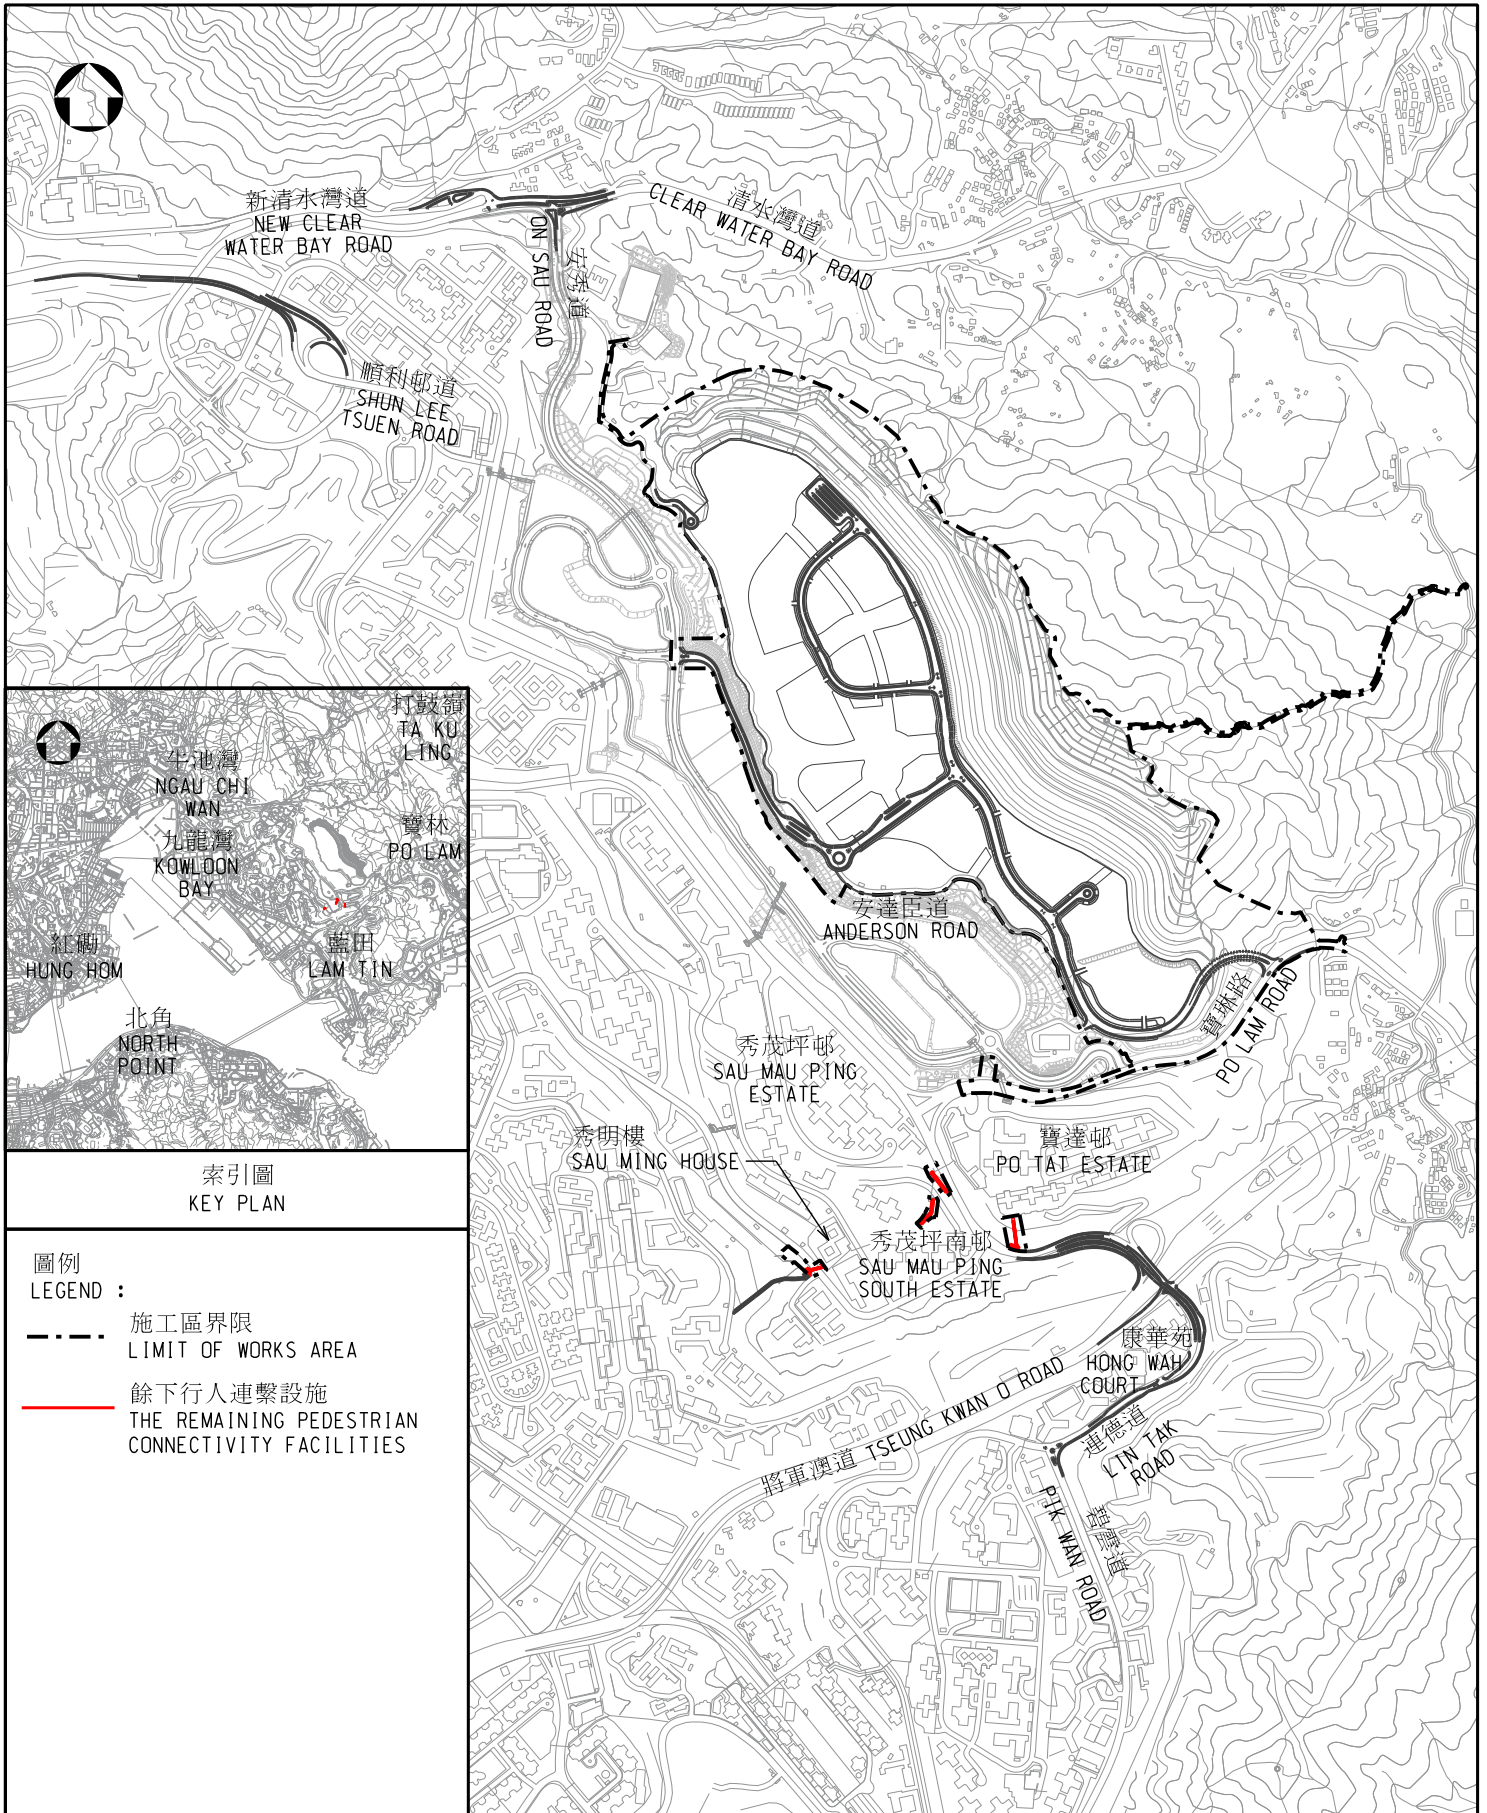 新清水灣道
NEW CLEAR
WATER BAY ROAD
清水灣道
CLEAR WATER BAY ROAD
安秀道
ON SAU ROAD
順利邨道
SHUN LEE
TSUEN ROAD
打鼓嶺
TA KU
LING
牛池灣
NGAU CHI
WAN
九龍灣
KOWLOON
BAY
寶林
PO LAM
紅磡
HUNG HOM
藍田
LAM TIN
北角
NORTH
POINT
索引圖
KEY PLAN
安達臣道
ANDERSON ROAD
寶琳路
PO LAM ROAD
秀茂坪邨
SAU MAU PING
ESTATE
秀明樓
SAU MING HOUSE
寶達邨
PO TAT ESTATE
秀茂坪南邨
SAU MAU PING
SOUTH ESTATE
康華苑
HONG WAH
COURT
將軍澳道 TSEUNG KWAN O ROAD
連德道
LIN TAK
ROAD
碧雲道
PIK WAN ROAD
圖例
LEGEND :
施工區界限
LIMIT OF WORKS AREA
餘下行人連繫設施
THE REMAINING PEDESTRIAN
CONNECTIVITY FACILITIES